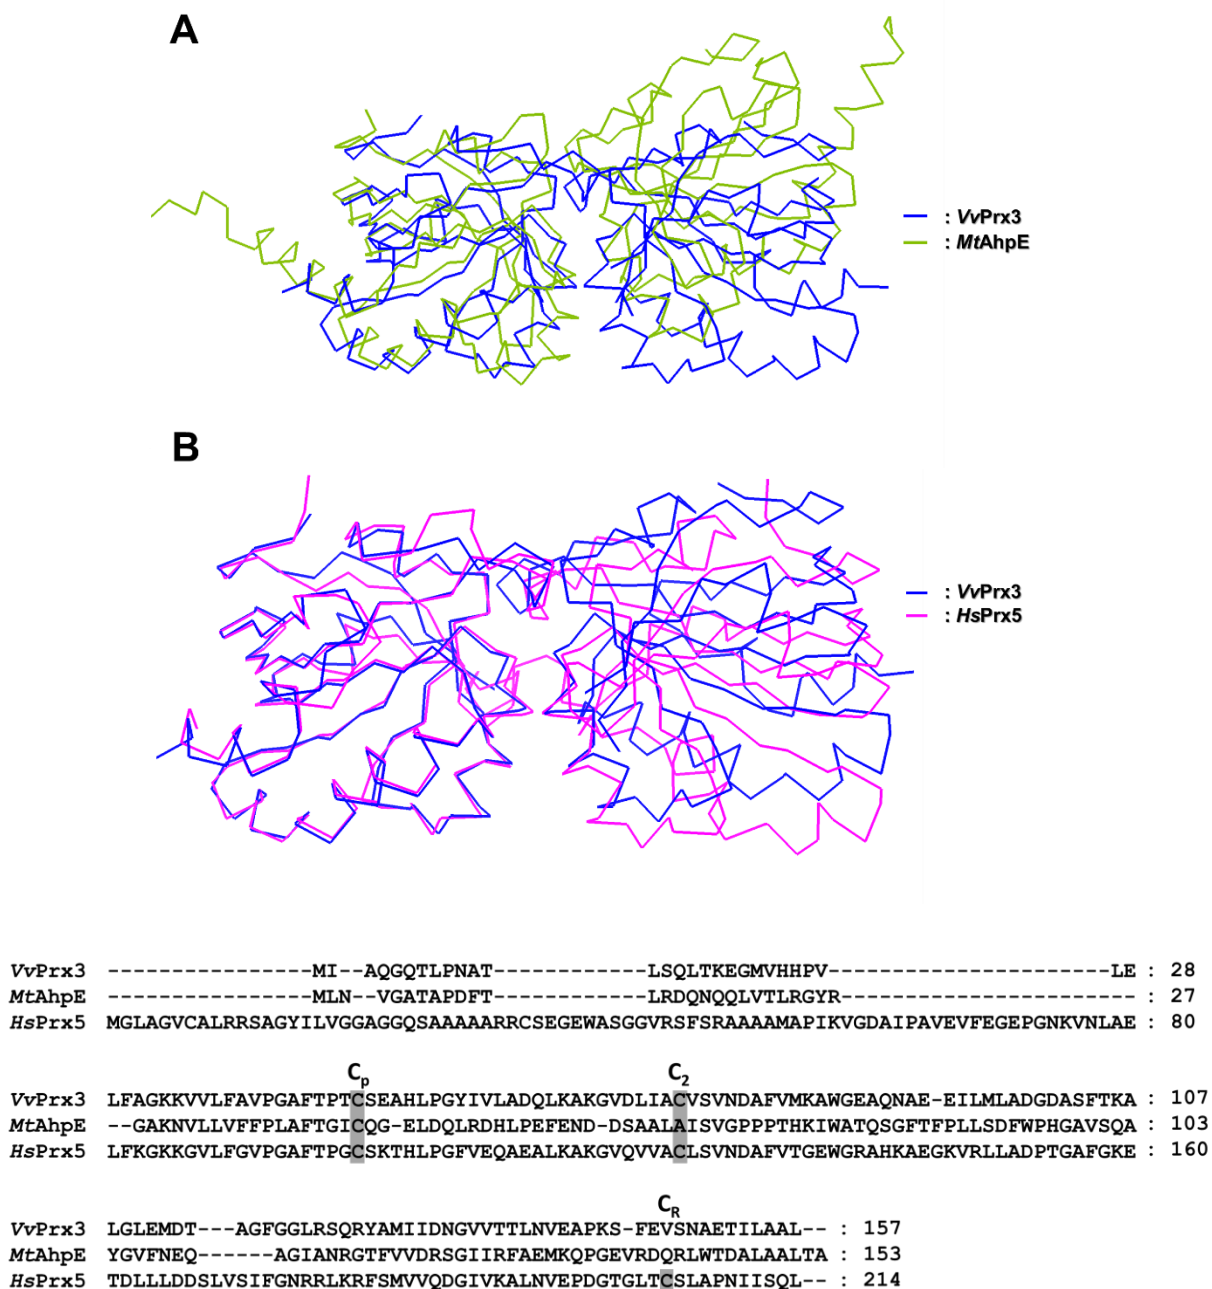 A
: VvPrx3
: MtAhpE
B
: VvPrx3
: HsPrx5
VvPrx3 ----------------MI--AQGQTLPNAT------------LSQLTKEGMVHHPV----------------------LE : 28
MtAhpE ----------------MLN--VGATAPDFT------------LRDQNQQLVTLRGYR----------------------- : 27
HsPrx5 MGLAGVCALRRSAGYILVGGAGGQSAAAAARRCSEGEWASGGVRSFSRAAAAMAPIKVGDAIPAVEVFEGEPGNKVNLAE : 80
Cp C2
VvPrx3 LFAGKKVVLFAVPGAFTPTCSEAHLPGYIVLADQLKAKGVDLIACVSVNDAFVMKAWGEAQNAE-EILMLADGDASFTKA : 107
MtAhpE --GAKNVLLVFFPLAFTGICQG-ELDQLRDHLPEFEND-DSAALAISVGPPPTHKIWATQSGFTFPLLSDFWPHGAVSQA : 103
HsPrx5 LFKGKKGVLFGVPGAFTPGCSKTHLPGFVEQAEALKAKGVQVVACLSVNDAFVTGEWGRAHKAEGKVRLLADPTGAFGKE : 160
CR
VvPrx3 LGLEMDT---AGFGGLRSQRYAMIIDNGVVTTLNVEAPKS-FEVSNAETILAAL-- : 157
MtAhpE YGVFNEQ------AGIANRGTFVVDRSGIIRFAEMKQPGEVRDQRLWTDALAALTA : 153
HsPrx5 TDLLLDDSLVSIFGNRRLKRFSMVVQDGIVKALNVEPDGTGLTCSLAPNIISQL-- : 214